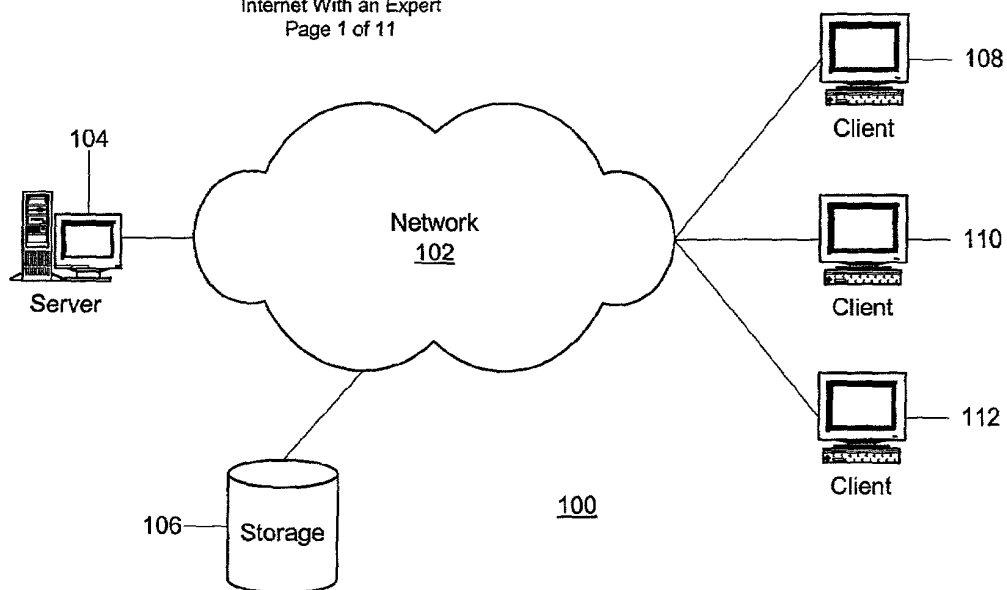 Internet With an Expert
Page 1 of 11
108
Client
104
Network
102
110
Server
Client
112
Client
106
Storage
100